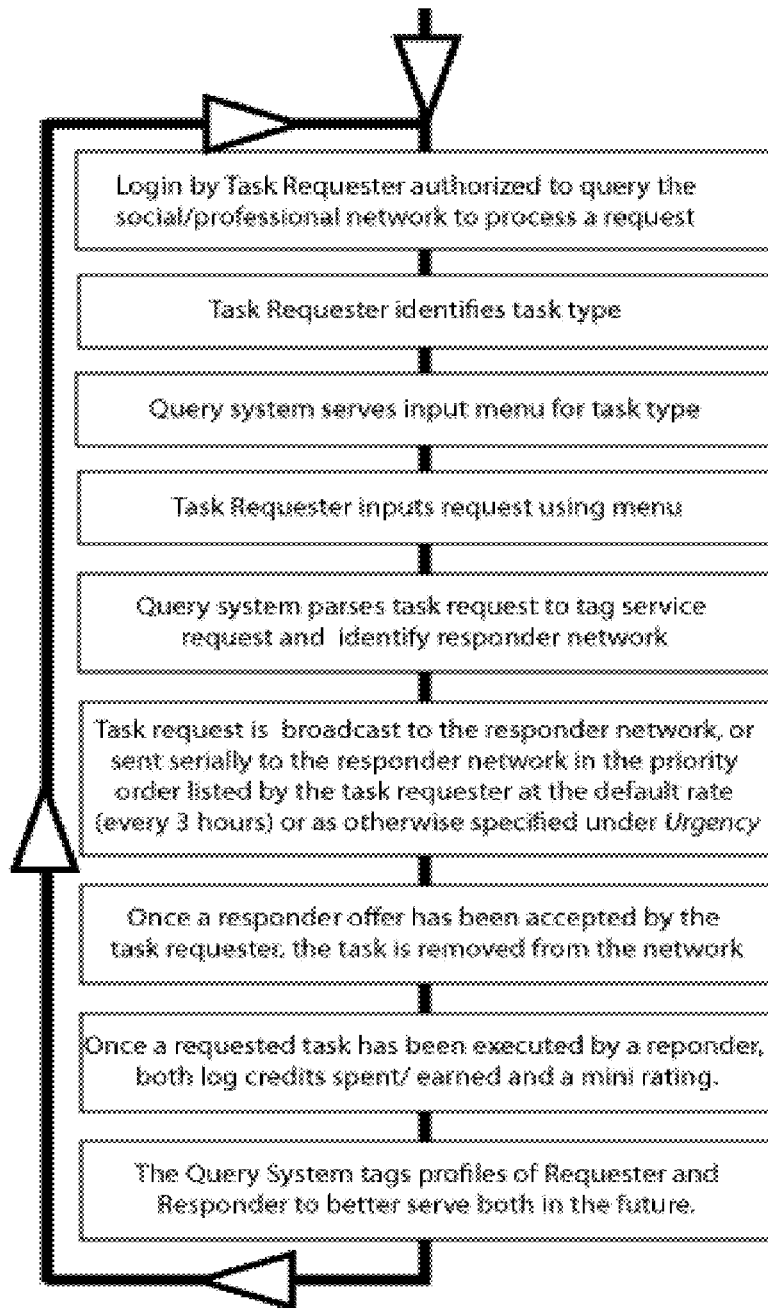 Login by Task Requester authorized to query the
social/professional network to process a request
Task Requester identifies task type
Query system serves input menu for task type
Task Requester inputs request using menu
Query system parses task request to tag service
request and identify responder network
Task request is broadcast to the responder network, or
sent serially to the responder network in the priority
order listed by the task requester at the default rate
(every 3 hours) or as otherwise specified under Urgency
Once a responder offer has been accepted by the
task requester, the task is removed from the network
Once a requested task has been executed by a reponder,
both log credits spent/ earned and a mini rating.
The Query System tags profiles of Requester and
Responder to better serve both in the future.